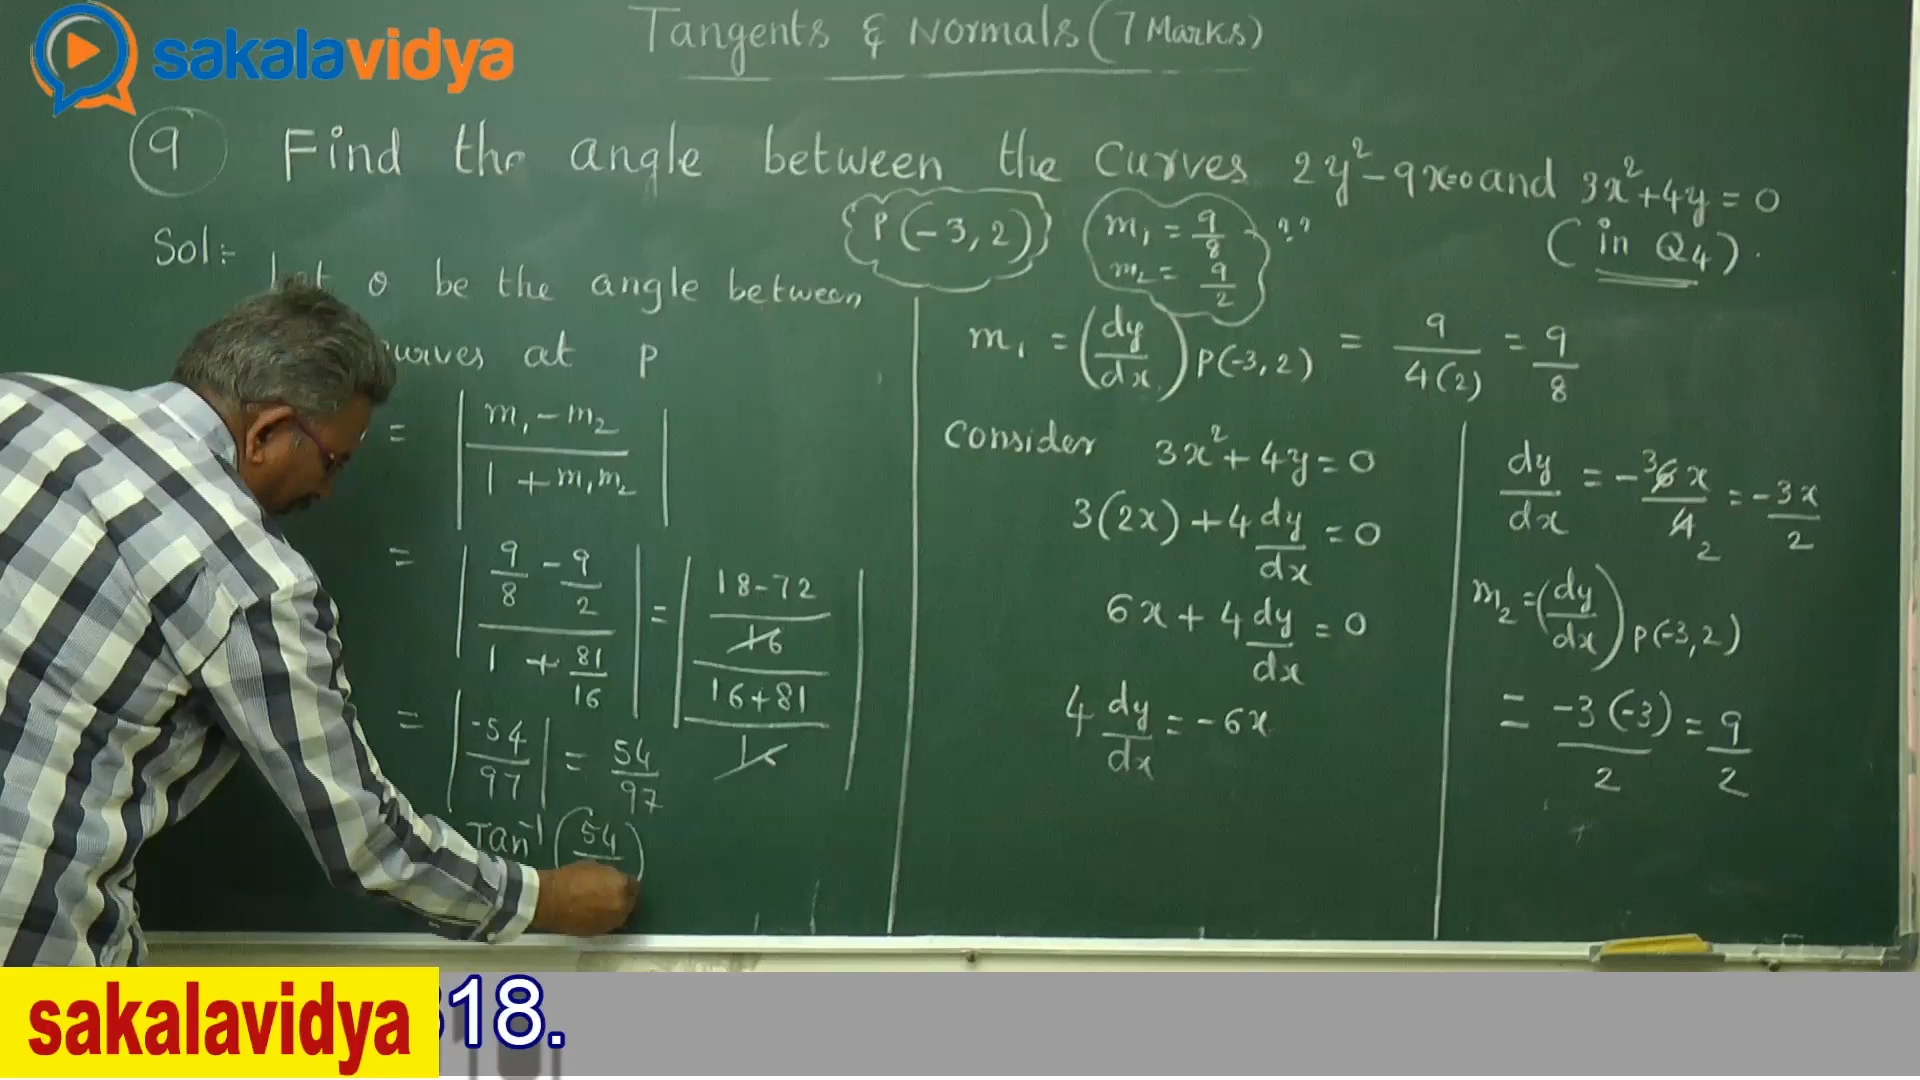 sakalavidya
Tangents & Normals (7 Marks)
9 Find the angle between the curves 2y²-9x=0 and 3x²+4y=0
(in Q4).
P(-3,2)
m₁ = 9/8 - ??
m₂ = 9/2
Sol:- Let θ be the angle between,
curves at P
= | (m₁-m₂)/(1+m₁m₂) |
= | (9/8 - 9/2)/(1 + 81/16) | = | ((18-72)/16)/((16+81)/16) |
= | -54/97 | = 54/97
Tan⁻¹(54
m₁ = (dy/dx) P(-3,2) = 9/4(2) = 9/8
Consider 3x²+4y=0
3(2x)+4 dy/dx = 0
6x+4 dy/dx = 0
4 dy/dx = -6x
dy/dx = -6x/4 = -3x/2
3
2
m₂ = (dy/dx) P(-3,2)
= -3(-3)/2 = 9/2
sakalavidya
18.